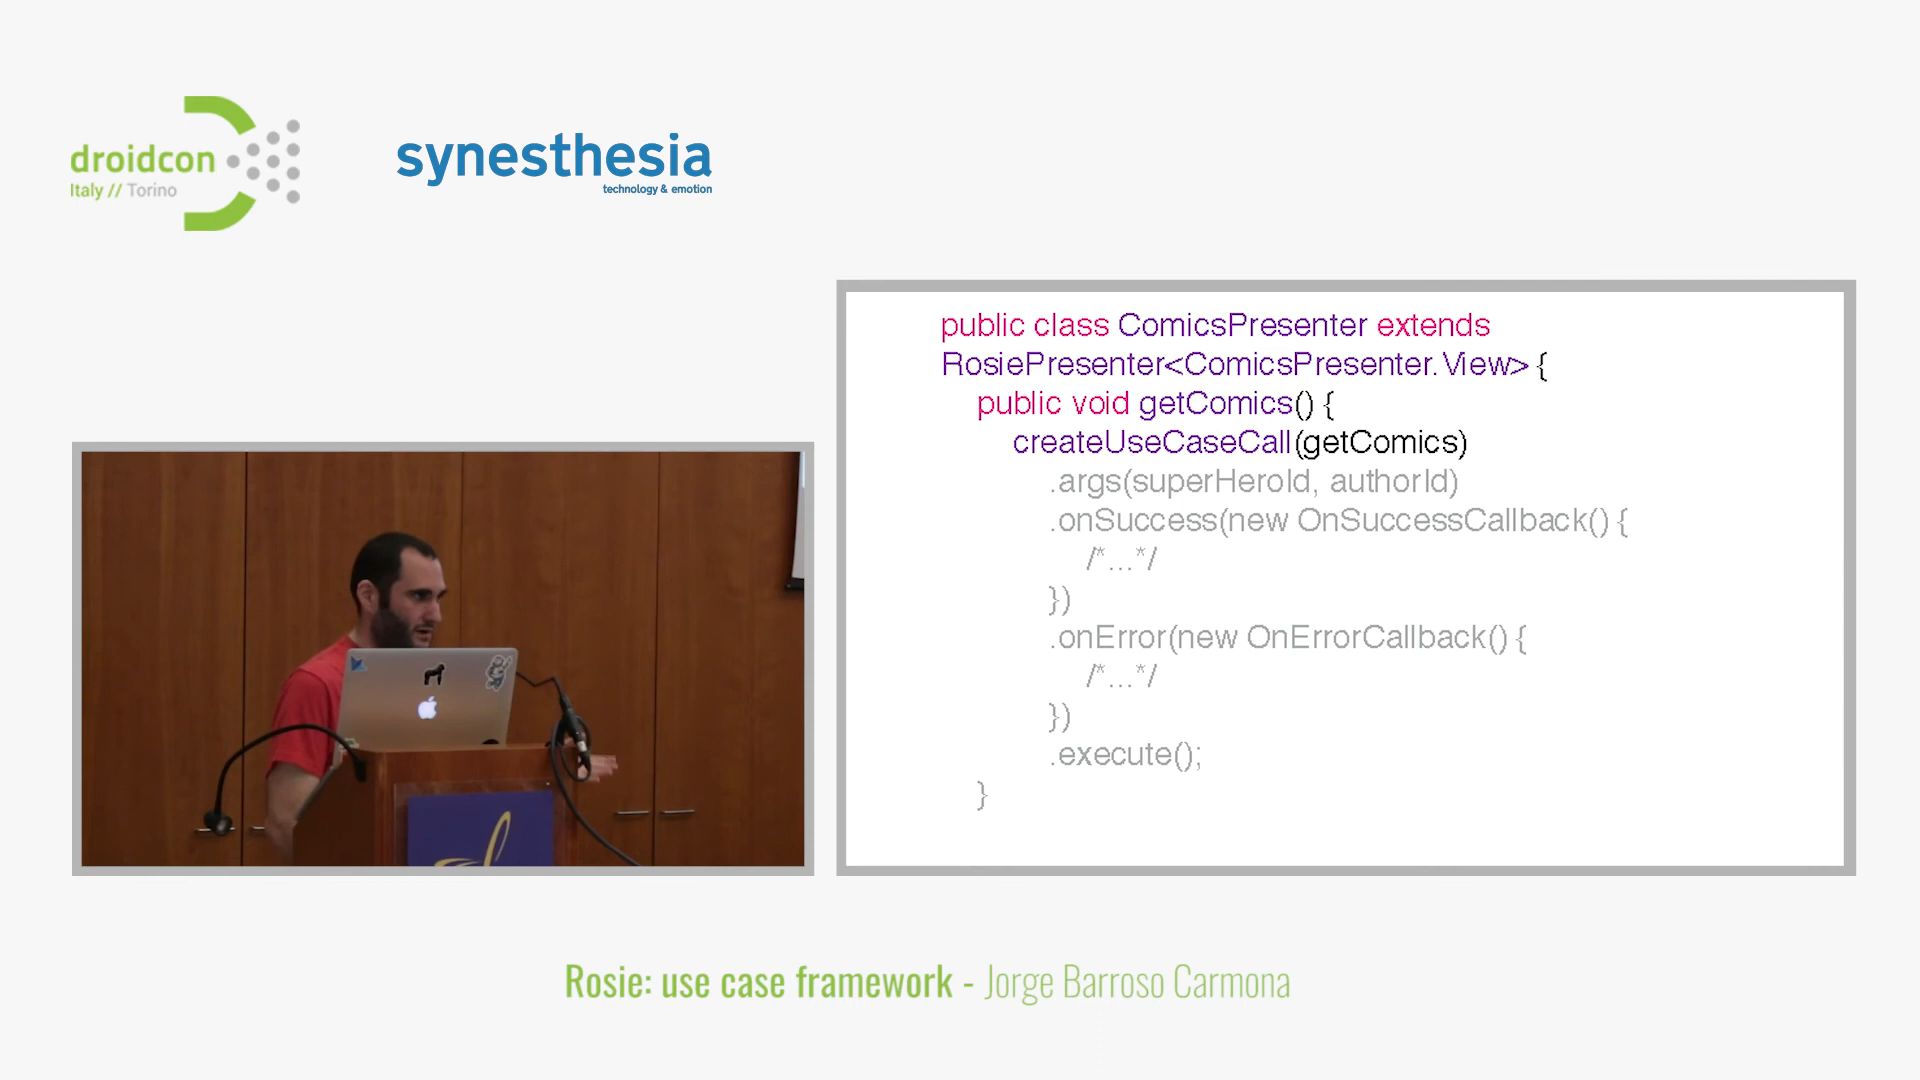 droidcon
Italy // Torino
synesthesia
technology & emotion
public class ComicsPresenter extends
RosiePresenter<ComicsPresenter.View> {
public void getComics() {
createUseCaseCall(getComics)
.args(superHeroId, authorId)
.onSuccess(new OnSuccessCallback() {
/*...*/
})
.onError(new OnErrorCallback() {
/*...*/
})
.execute();
}
Rosie: use case framework - Jorge Barroso Carmona